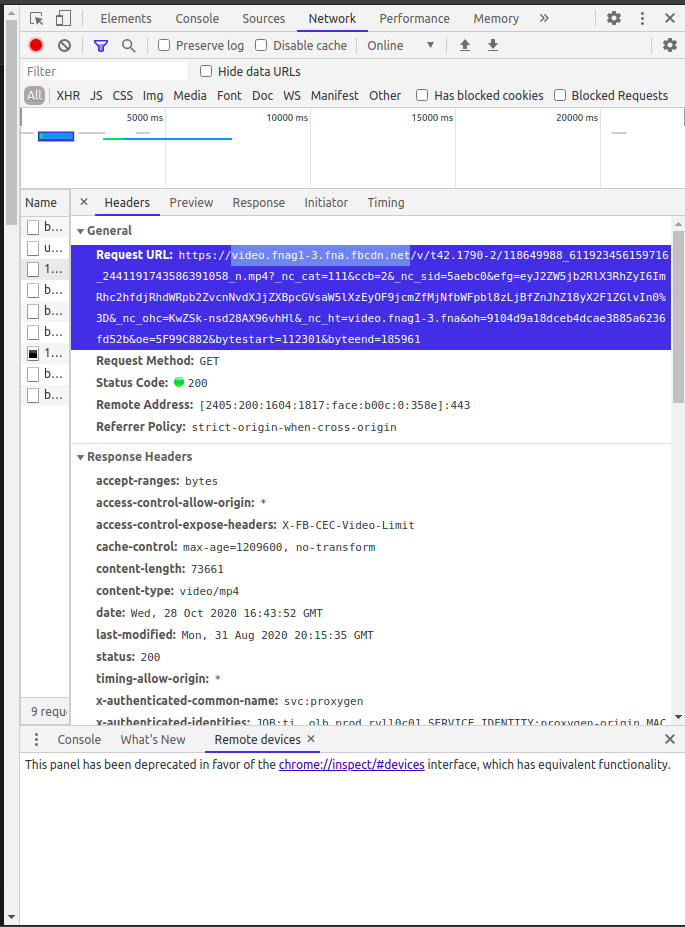 Elements Console Sources Network Performance Memory »
Preserve log Disable cache Online ▼
Filter Hide data URLs
All XHR JS CSS Img Media Font Doc WS Manifest Other Has blocked cookies Blocked Requests
5000 ms 10000 ms 15000 ms 20000 ms
Name × Headers Preview Response Initiator Timing
b...
u...
1...
b...
b...
b...
1...
b...
b...
▼ General
Request URL: https://video.fnag1-3.fna.fbcdn.net/v/t42.1790-2/118649988_611923456159716
_2441191743586391058_n.mp4?_nc_cat=111&ccb=2&_nc_sid=5aebc0&efg=eyJ2ZW5jb2RlX3RhZyI6Im
Rhc2hfdjRhdWRpb2ZvcnNvdXJjZXBpcGVsaW5lXzEyOF9jcmZfMjNfbWFpbl8zLjBfZnJhZ18yX2F1ZGlvIn0%
3D&_nc_ohc=KwZSk-nsd28AX96vhHl&_nc_ht=video.fnag1-3.fna&oh=9104d9a18dceb4dcae3885a6236
fd52b&oe=5F99C882&bytestart=112301&byteend=185961
Request Method: GET
Status Code: 200
Remote Address: [2405:200:1604:1817:face:b00c:0:358e]:443
Referrer Policy: strict-origin-when-cross-origin
▼ Response Headers
accept-ranges: bytes
access-control-allow-origin: *
access-control-expose-headers: X-FB-CEC-Video-Limit
cache-control: max-age=1209600, no-transform
content-length: 73661
content-type: video/mp4
date: Wed, 28 Oct 2020 16:43:52 GMT
last-modified: Mon, 31 Aug 2020 20:15:35 GMT
status: 200
timing-allow-origin: *
x-authenticated-common-name: svc:proxygen
x-authenticated-identities:
9 requ
Console What's New Remote devices ×
This panel has been deprecated in favor of the chrome://inspect/#devices interface, which has equivalent functionality.